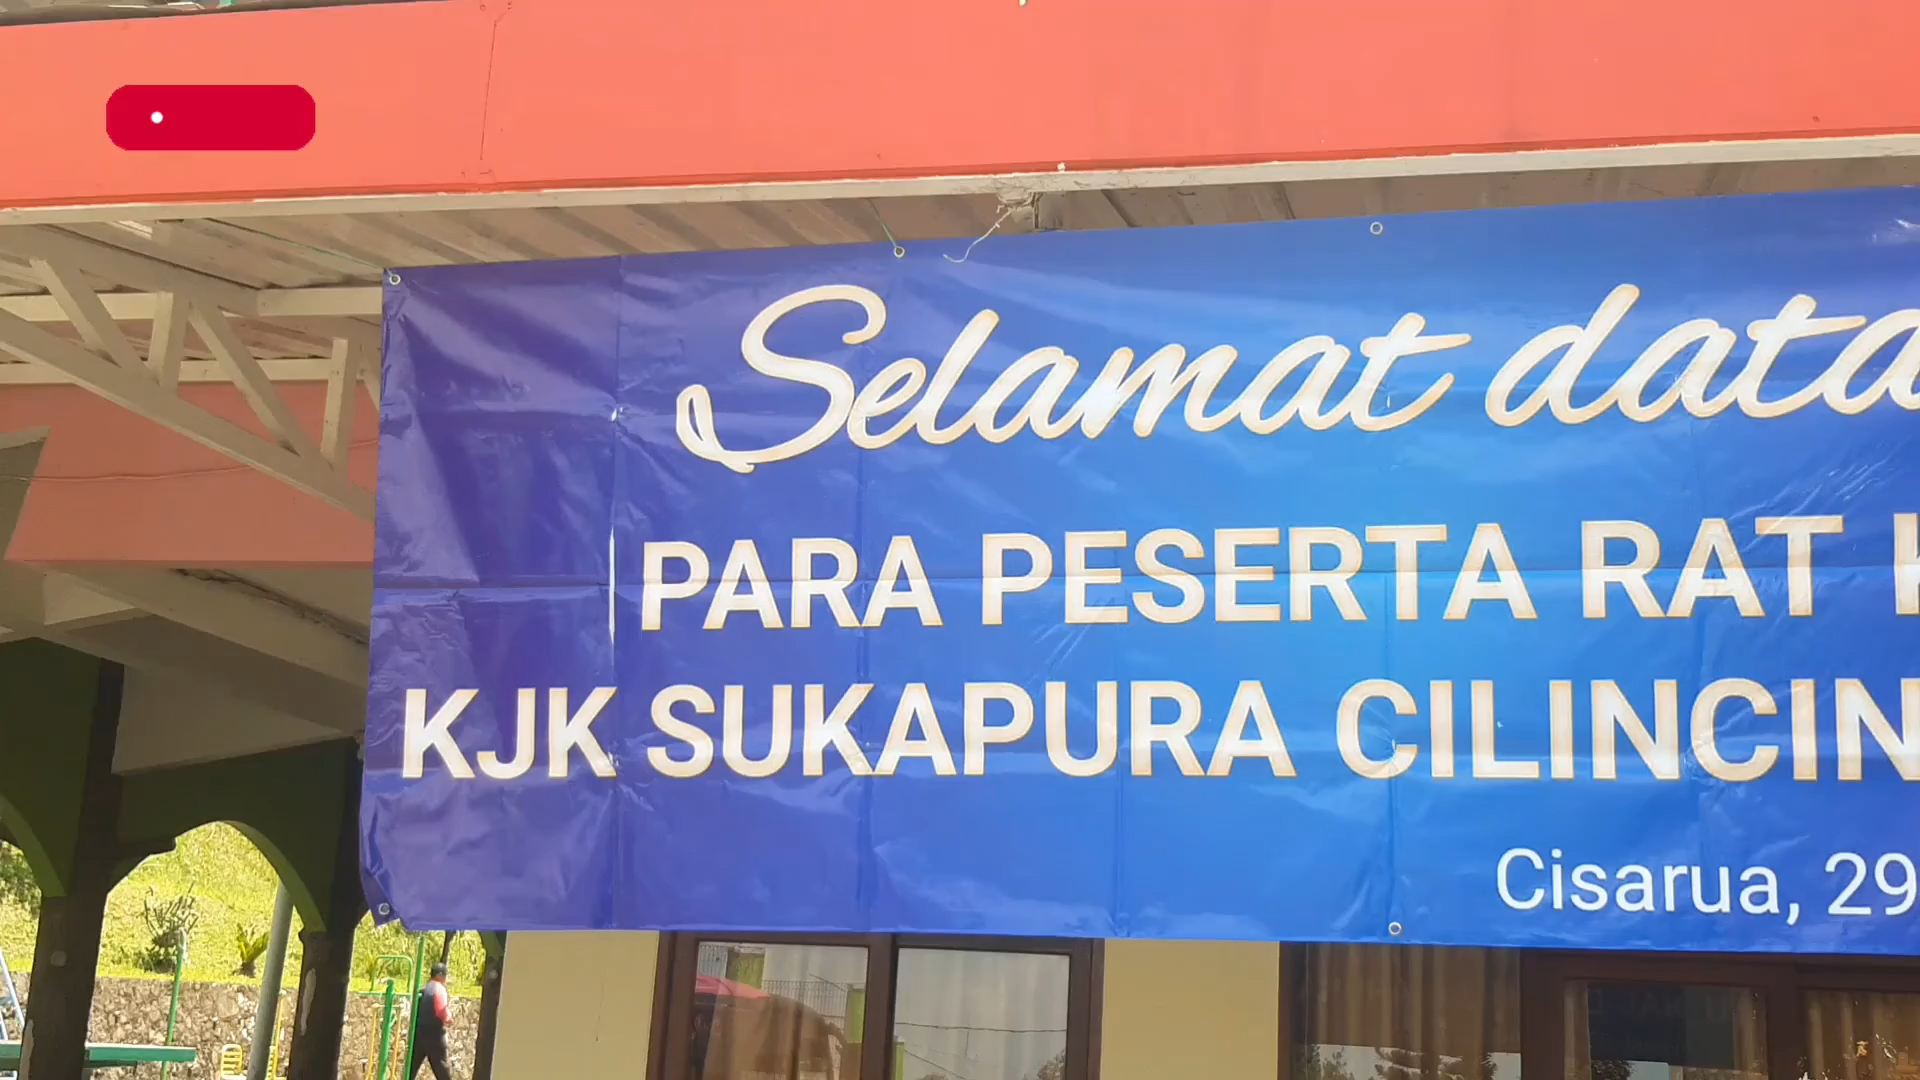 Selamat data
PARA PESERTA RAT K
KJK SUKAPURA CILINCIN
Cisarua, 29